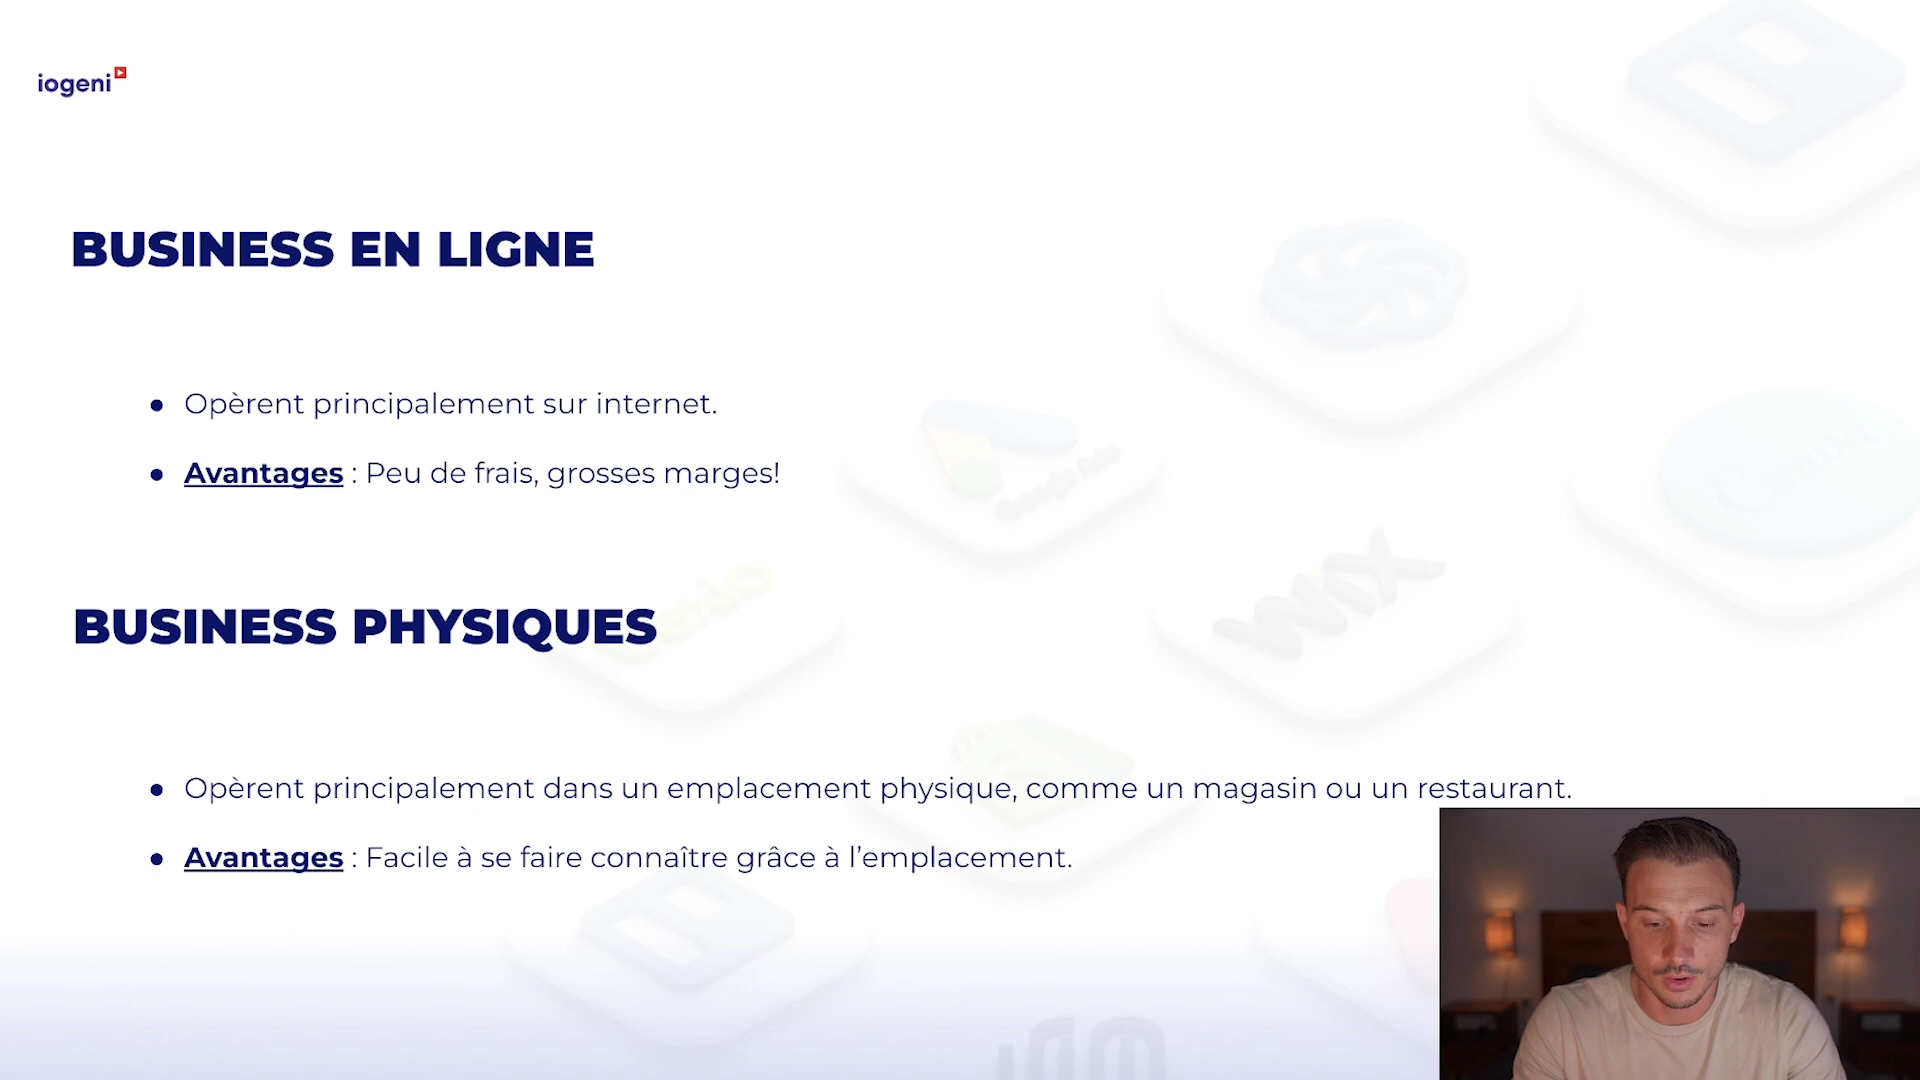 iogeni
BUSINESS EN LIGNE
● Opèrent principalement sur internet.
● Avantages : Peu de frais, grosses marges!
WIX
BUSINESS PHYSIQUES
● Opèrent principalement dans un emplacement physique, comme un magasin ou un restaurant.
● Avantages : Facile à se faire connaître grâce à l’emplacement.